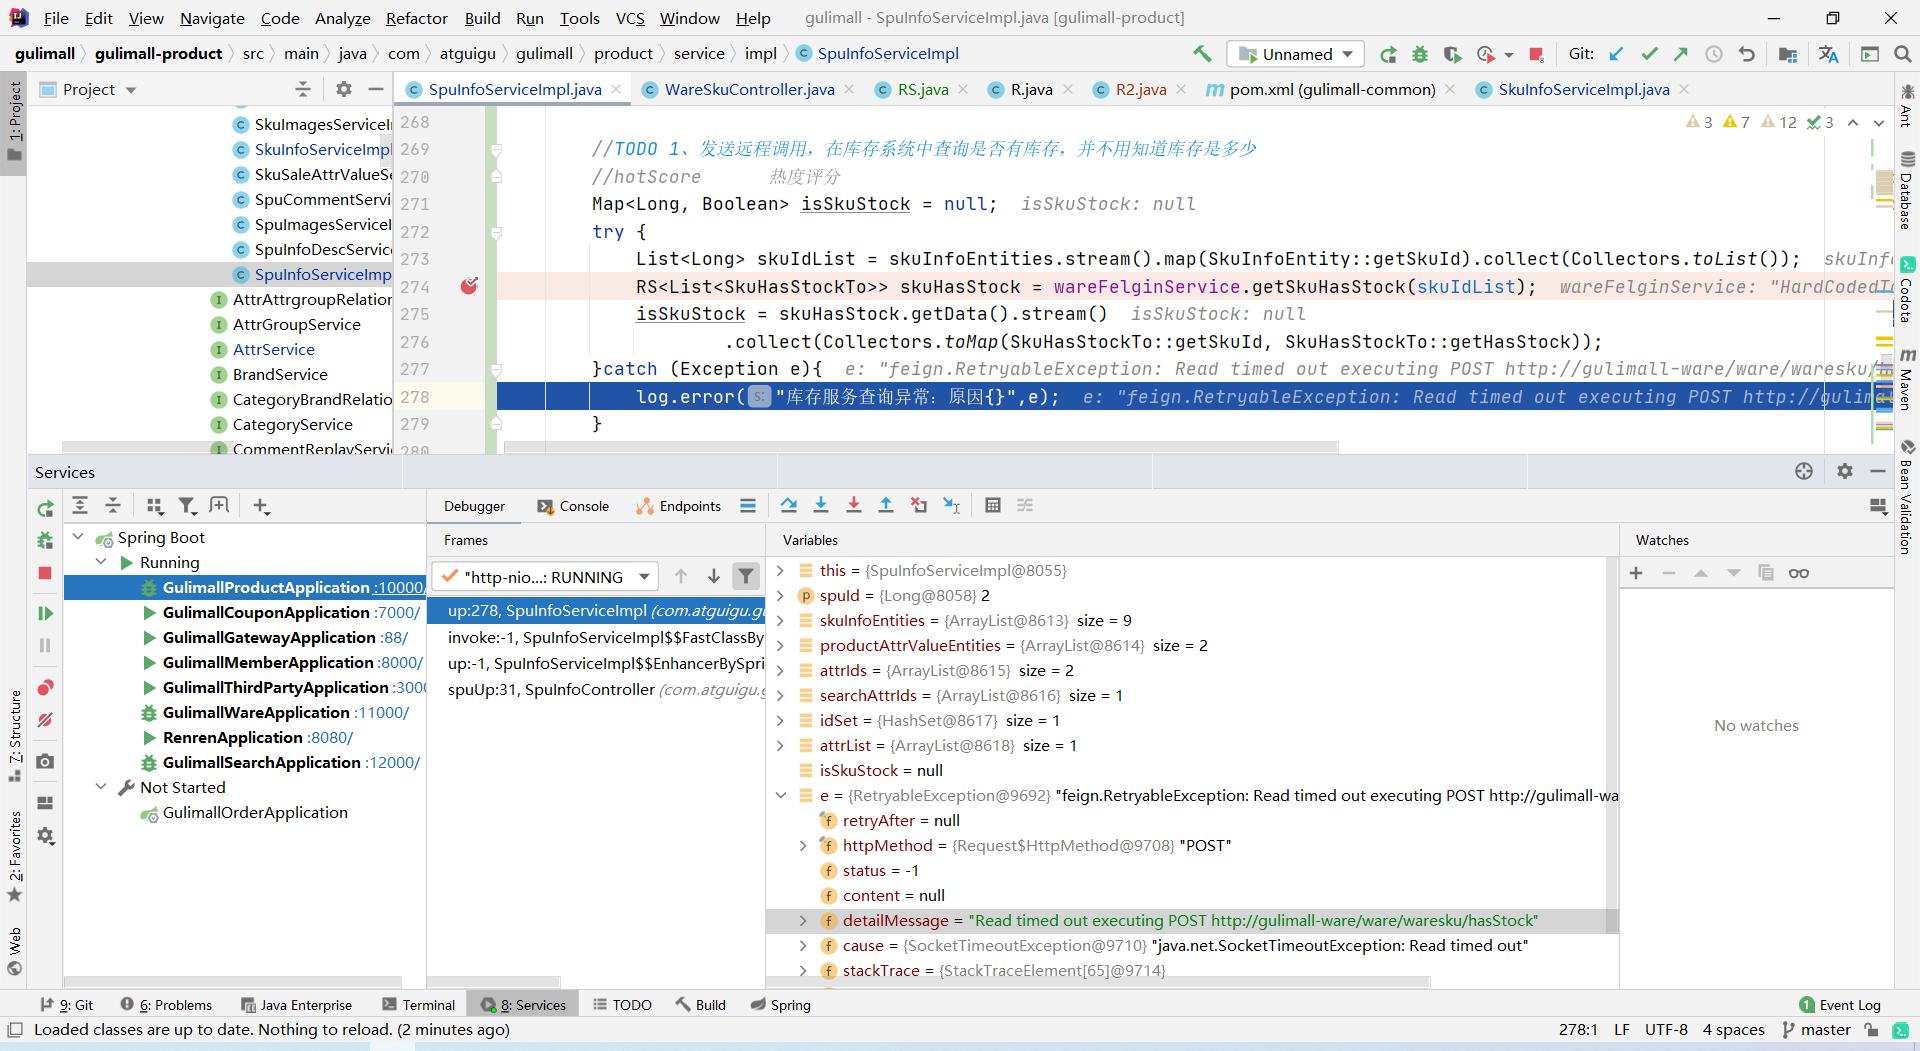 File Edit View Navigate Code Analyze Refactor Build Run Tools VCS Window Help gulimall - SpuInfoServiceImpl.java [gulimall-product]
gulimall gulimall-product src main java com atguigu gulimall product service impl SpuInfoServiceImpl Unnamed Git:
Project SpuInfoServiceImpl.java WareSkuController.java RS.java R.java R2.java pom.xml (gulimall-common) SkuInfoServiceImpl.java
1: Project
SkuImagesServiceI
SkuInfoServiceImpl
SkuSaleAttrValueSe
SpuCommentServi
SpuImagesServiceI
SpuInfoDescService
SpuInfoServiceImp
AttrAttrgroupRelation
AttrGroupService
AttrService
BrandService
CategoryBrandRelatio
CategoryService
CommentReplayServi
3 7 12 3
268
269 //TODO 1、发送远程调用，在库存系统中查询是否有库存，并不用知道库存是多少
270 //hotScore 热度评分
271 Map<Long, Boolean> isSkuStock = null; isSkuStock: null
272 try {
273 List<Long> skuIdList = skuInfoEntities.stream().map(SkuInfoEntity::getSkuId).collect(Collectors.toList()); skuInf
274 RS<List<SkuHasStockTo>> skuHasStock = wareFelginService.getSkuHasStock(skuIdList); wareFelginService: "HardCodedTa
275 isSkuStock = skuHasStock.getData().stream() isSkuStock: null
276 .collect(Collectors.toMap(SkuHasStockTo::getSkuId, SkuHasStockTo::getHasStock));
277 }catch (Exception e){ e: "feign.RetryableException: Read timed out executing POST http://gulimall-ware/ware/waresku/h
278 log.error( s: "库存服务查询异常：原因{}",e); e: "feign.RetryableException: Read timed out executing POST http://gulima
279 }
280
Ant
Database
Codota
Maven
Bean Validation
Services
Debugger Console Endpoints
Spring Boot
Running
GulimallProductApplication :10000/
GulimallCouponApplication :7000/
GulimallGatewayApplication :88/
GulimallMemberApplication :8000/
GulimallThirdPartyApplication :3000
GulimallWareApplication :11000/
RenrenApplication :8080/
GulimallSearchApplication :12000/
Not Started
GulimallOrderApplication
Frames
"http-nio...: RUNNING
up:278, SpuInfoServiceImpl (com.atguigu.gu
invoke:-1, SpuInfoServiceImpl$$FastClassBy
up:-1, SpuInfoServiceImpl$$EnhancerBySpri
spuUp:31, SpuInfoController (com.atguigu.g
Variables
this = {SpuInfoServiceImpl@8055}
spuId = {Long@8058} 2
skuInfoEntities = {ArrayList@8613} size = 9
productAttrValueEntities = {ArrayList@8614} size = 2
attrIds = {ArrayList@8615} size = 2
searchAttrIds = {ArrayList@8616} size = 1
idSet = {HashSet@8617} size = 1
attrList = {ArrayList@8618} size = 1
isSkuStock = null
e = {RetryableException@9692} "feign.RetryableException: Read timed out executing POST http://gulimall-wa
retryAfter = null
httpMethod = {Request$HttpMethod@9708} "POST"
status = -1
content = null
detailMessage = "Read timed out executing POST http://gulimall-ware/ware/waresku/hasStock"
cause = {SocketTimeoutException@9710} "java.net.SocketTimeoutException: Read timed out"
stackTrace = {StackTraceElement[65]@9714}
Watches
No watches
7: Structure
2: Favorites
Web
9: Git 6: Problems Java Enterprise Terminal 8: Services TODO Build Spring 1 Event Log
Loaded classes are up to date. Nothing to reload. (2 minutes ago) 278:1 LF UTF-8 4 spaces master